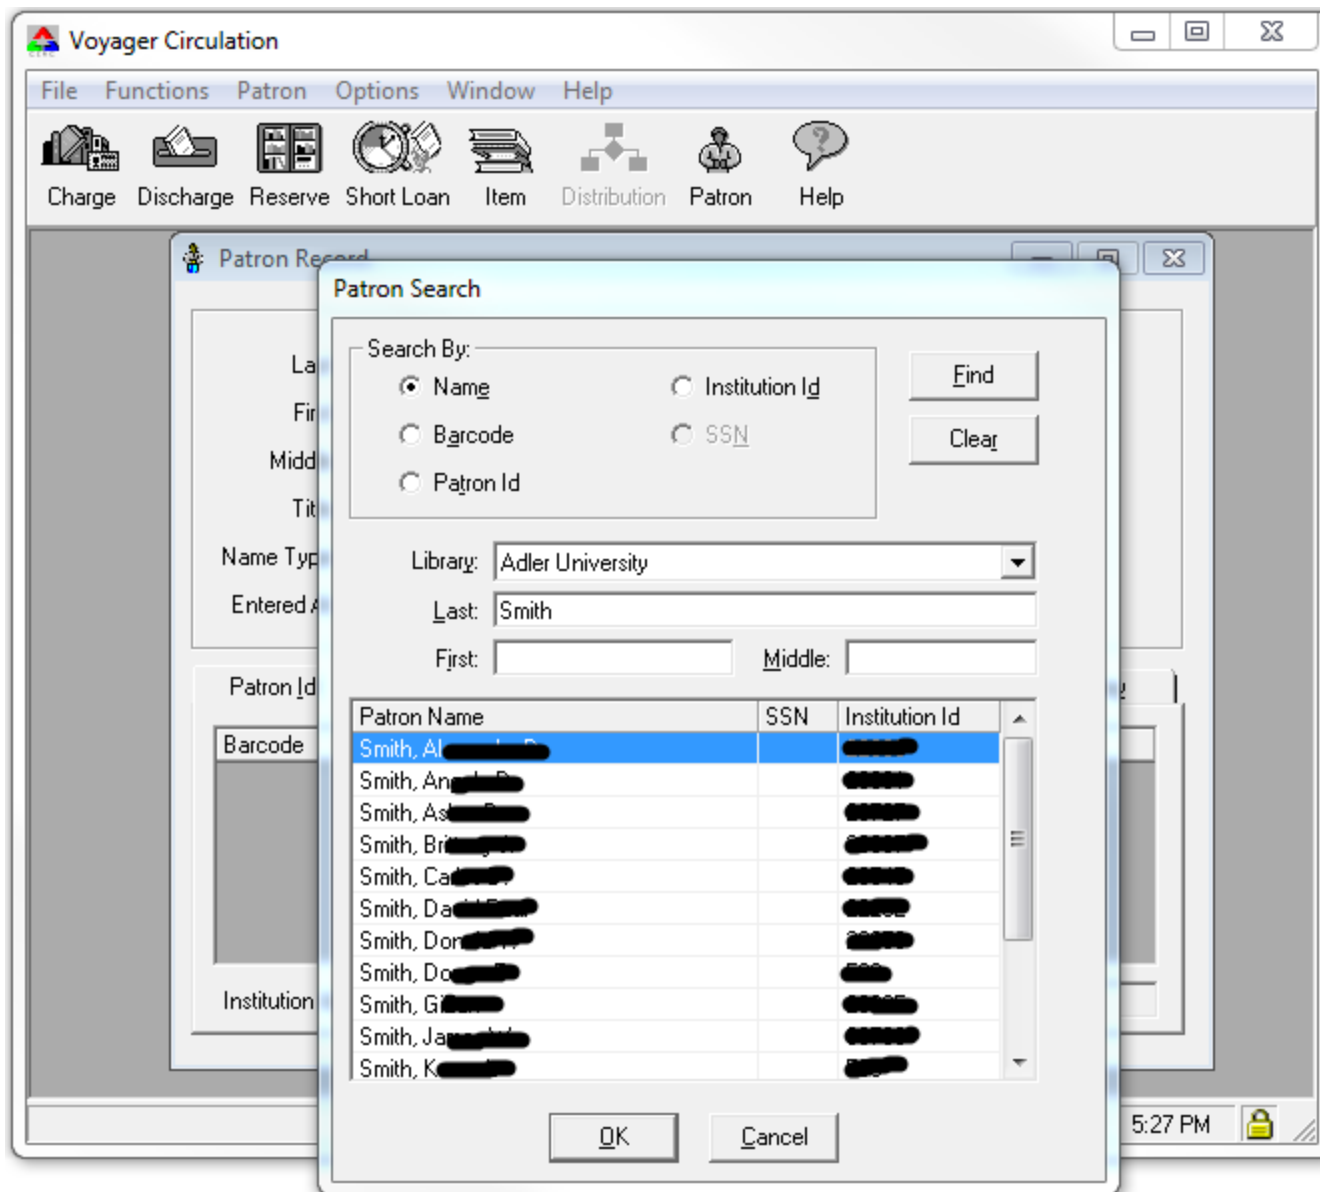 Voyager Circulation
File Functions Patron Options Window Help
Charge Discharge Reserve Short Loan Item Distribution Patron Help
Patron Record
Patron Search
Search By:
Name Institution Id Find
Barcode SSN Clear
Patron Id
La
Fir
Midd
Tit
Name Typ
Entered A
Library: Adler University
Last: Smith
First: Middle:
Patron Id
Barcode
Institution
Patron Name SSN Institution Id
Smith, Al
Smith, An
Smith, As
Smith, Bri
Smith, Ca
Smith, Da
Smith, Don
Smith, Do
Smith, Gi
Smith, Ja
Smith, K
OK Cancel
5:27 PM